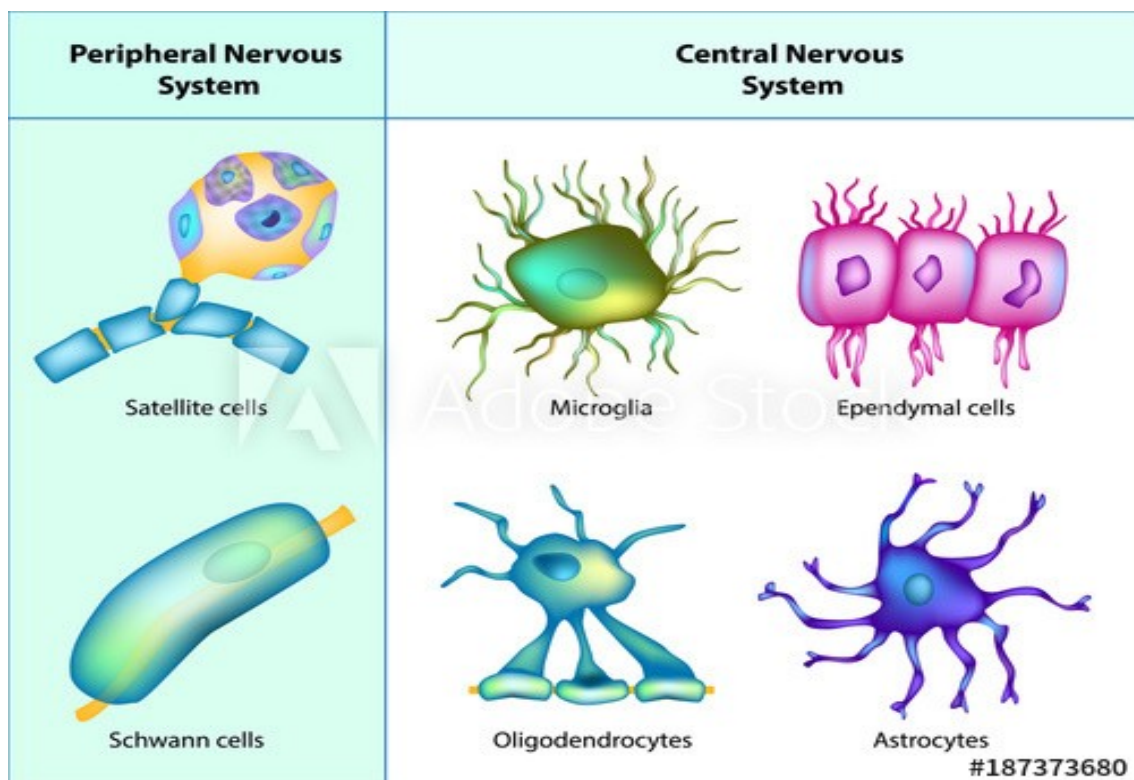 Peripheral Nervous
System
Central Nervous
System
Satellite cells
Microglia
Ependymal cells
Adobe Stock
Schwann cells
Oligodendrocytes
Astrocytes
#187373680